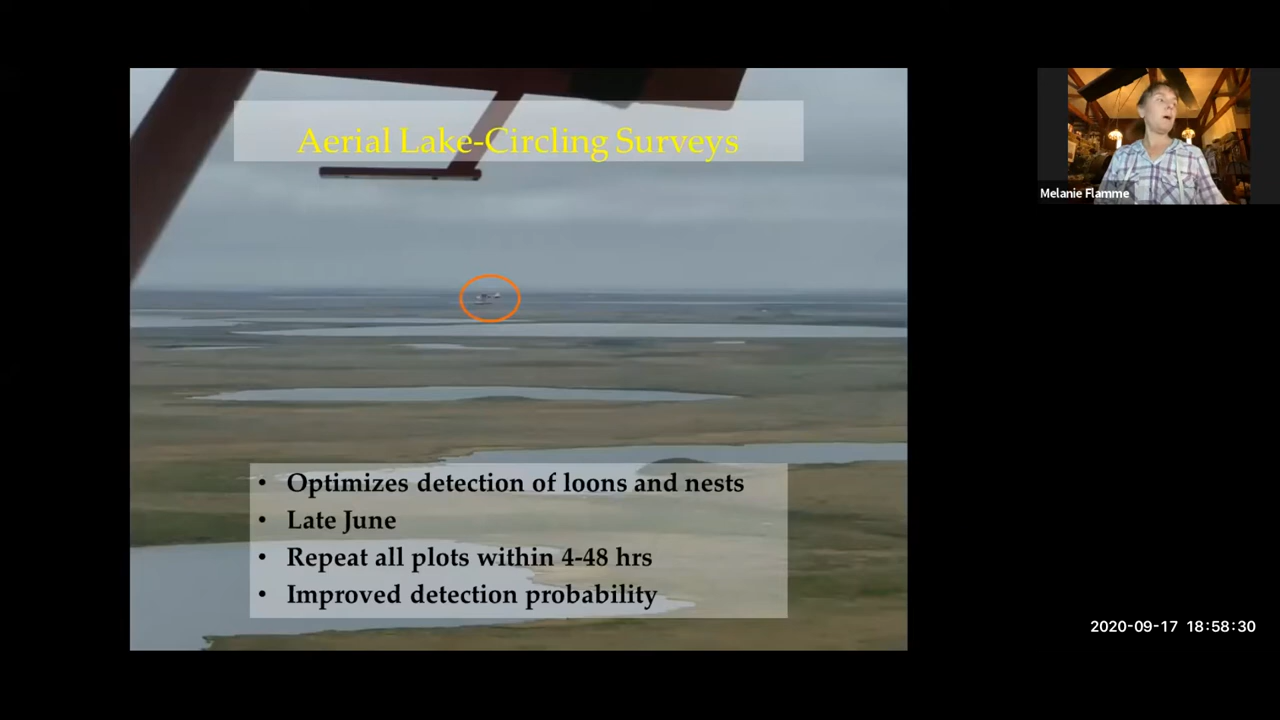 Aerial Lake-Circling Surveys
Melanie Flamme
• Optimizes detection of loons and nests
• Late June
• Repeat all plots within 4-48 hrs
• Improved detection probability
2020-09-17 18:58:30